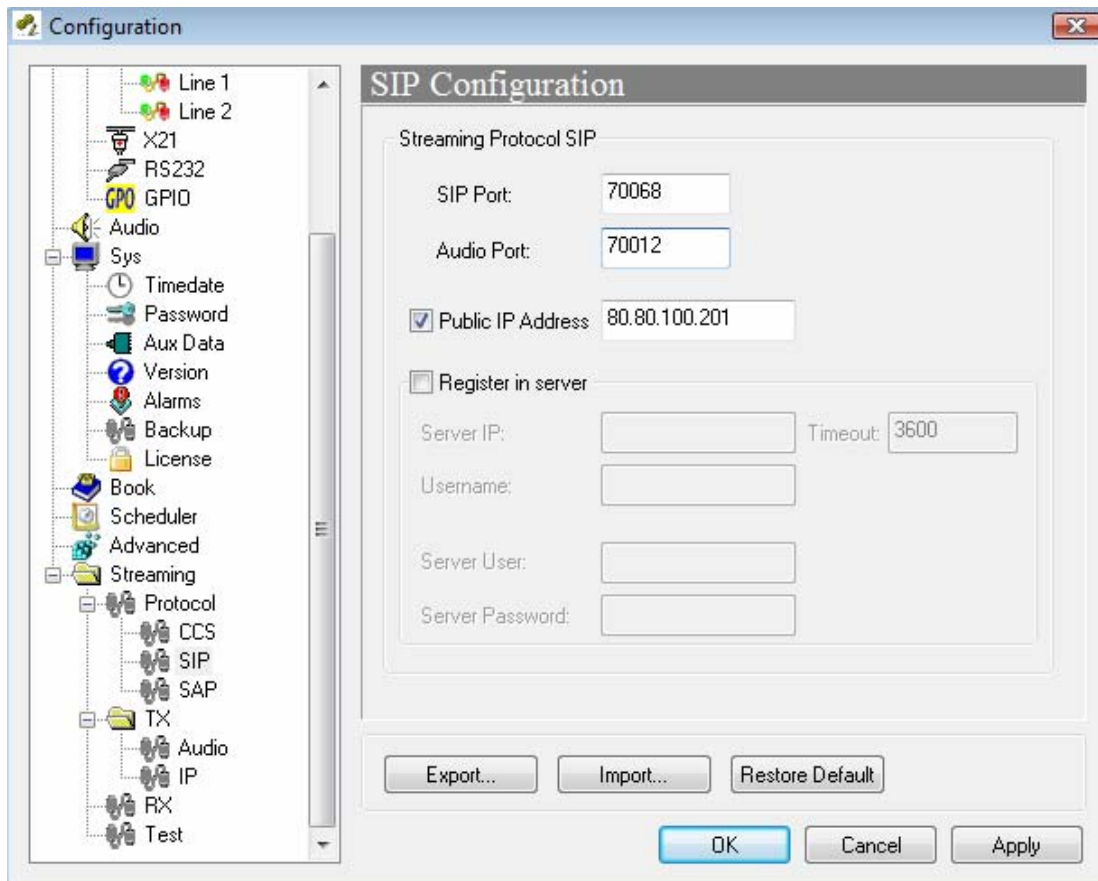 Configuration
Line 1
Line 2
X21
RS232
GPO GPIO
Audio
Sys
Timedate
Password
Aux Data
Version
Alarms
Backup
License
Book
Scheduler
Advanced
Streaming
Protocol
CCS
SIP
SAP
TX
Audio
IP
RX
Test
SIP Configuration
Streaming Protocol SIP
SIP Port: 70068
Audio Port: 70012
Public IP Address 80.80.100.201
Register in server
Server IP: Timeout: 3600
Username:
Server User:
Server Password:
Export... Import... Restore Default
OK Cancel Apply